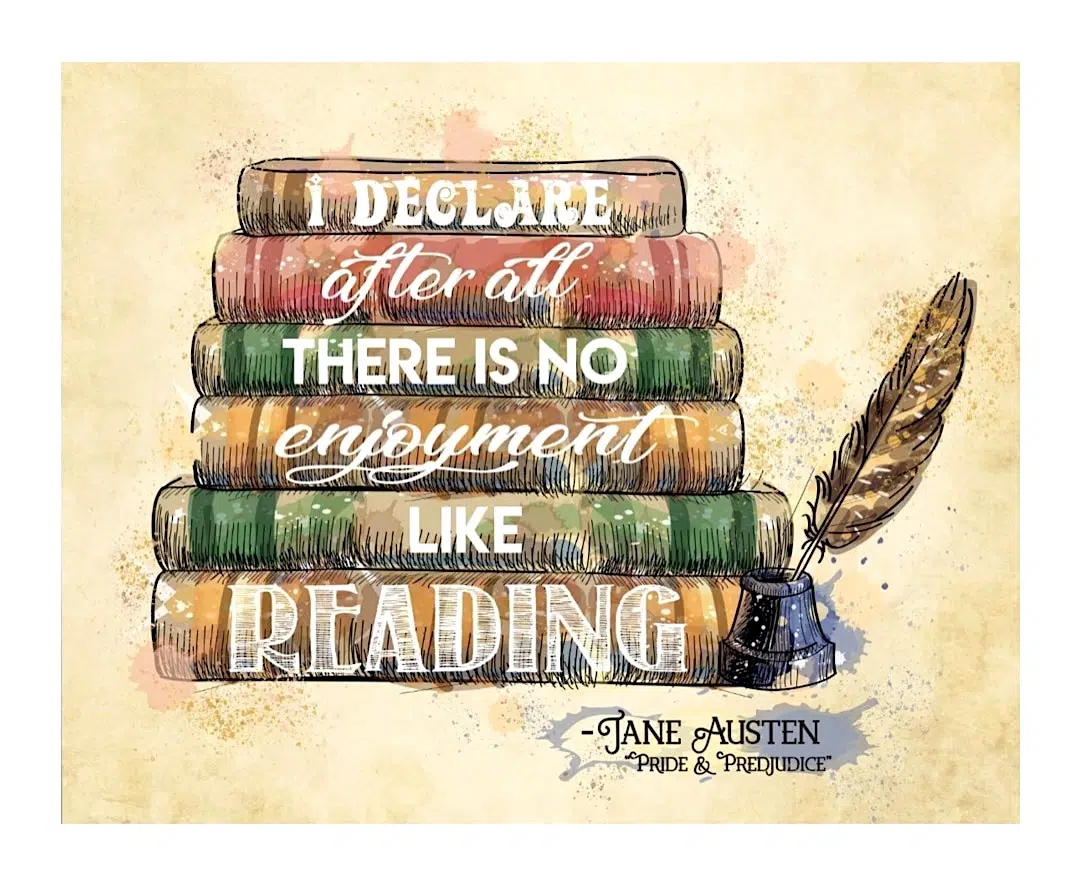 I DECLARE
after all
THERE IS NO
enjoyment
LIKE
READING
-JANE AUSTEN
"PRIDE & PREDJUDICE"